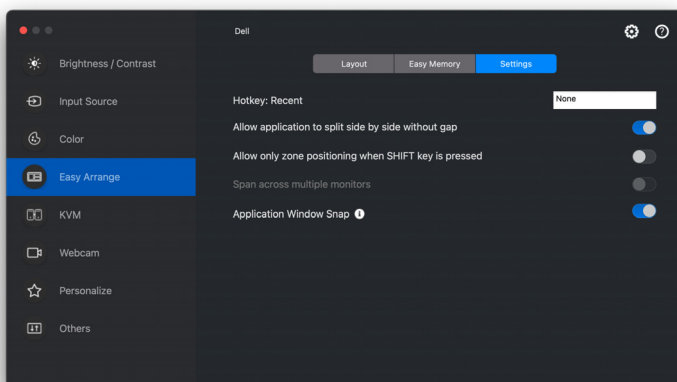 Dell
Brightness / Contrast
Input Source
Color
Easy Arrange
KVM
Webcam
Personalize
Others
Layout
Easy Memory
Settings
Hotkey: Recent
None
Allow application to split side by side without gap
Allow only zone positioning when SHIFT key is pressed
Span across multiple monitors
Application Window Snap